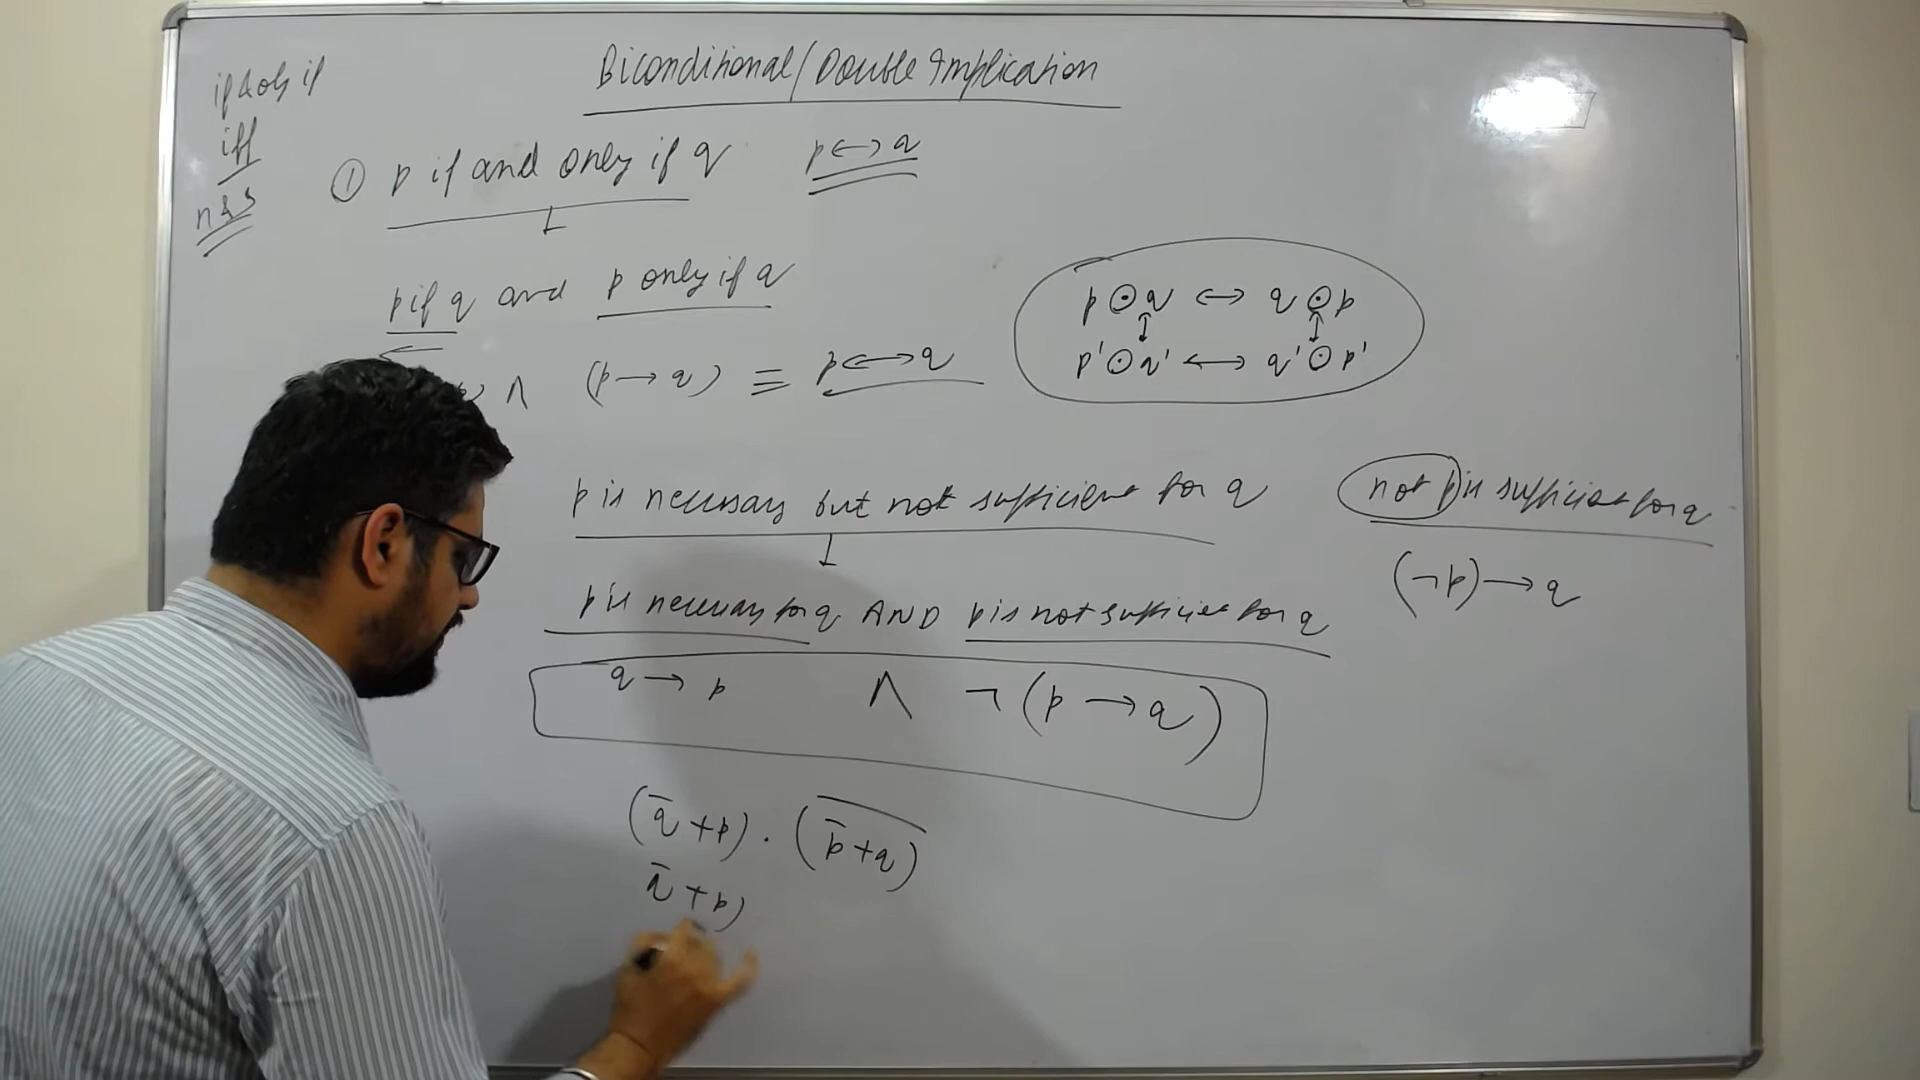 Biconditional/Double Implication
if & only if
iff
n&s
① p if and only if q p↔q
p if q and p only if q
p⊙q ↔ q⊙p
↕ ↕
p'⊙q' ↔ q'⊙p'
) ∧ (p → q) ≡ p↔q
p is necessary but not sufficient for q
not p is sufficient for q
(¬p) → q
p is necessary for q AND p is not sufficient for q
q → p ∧ ¬(p → q)
(q̅ + p) · (p̅ + q)̅
q̅ + p)